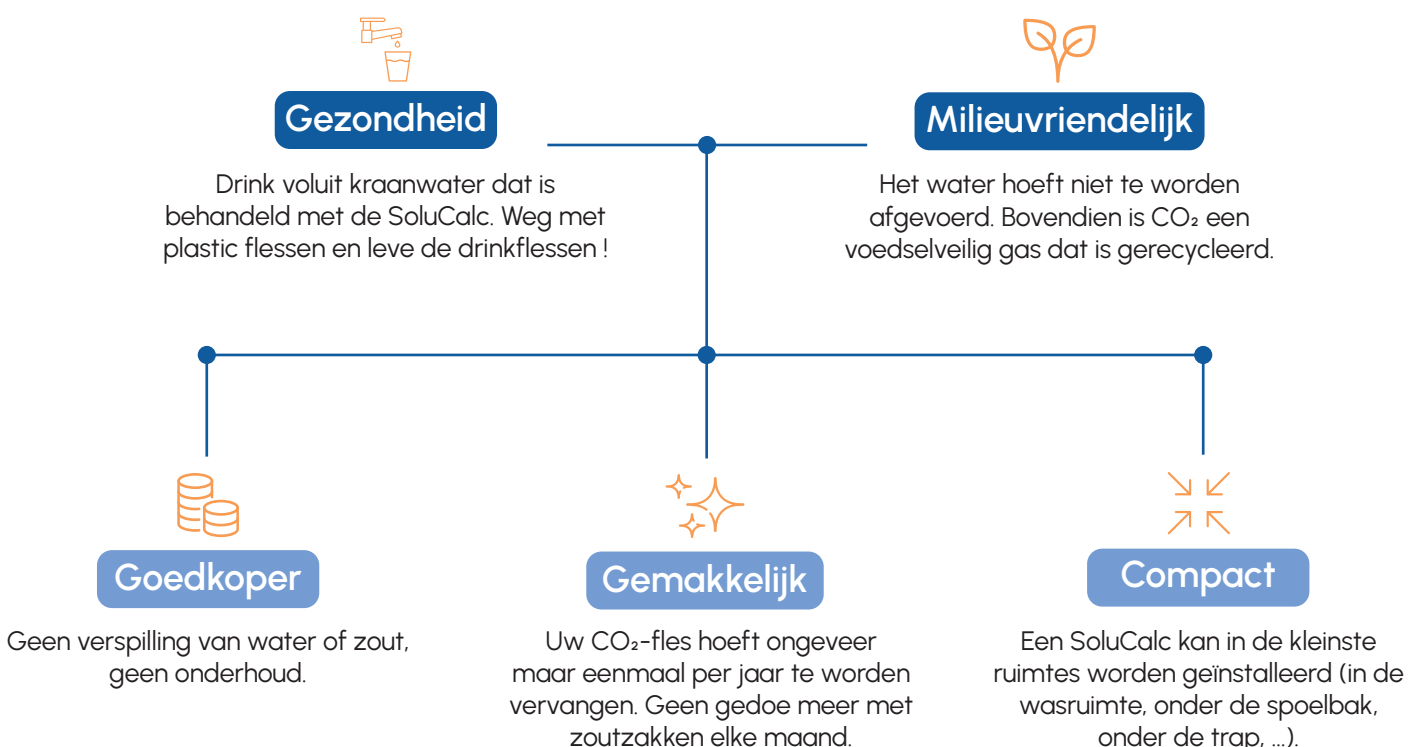 Gezondheid
Drink voluit kraanwater dat is
behandeld met de SoluCalc. Weg met
plastic flessen en leve de drinkflessen !
Milieuvriendelijk
Het water hoeft niet te worden
afgevoerd. Bovendien is CO₂ een
voedselveilig gas dat is gerecycleerd.
Goedkoper
Geen verspilling van water of zout,
geen onderhoud.
Gemakkelijk
Uw CO₂-fles hoeft ongeveer
maar eenmaal per jaar te worden
vervangen. Geen gedoe meer met
zoutzakken elke maand.
Compact
Een SoluCalc kan in de kleinste
ruimtes worden geïnstalleerd (in de
wasruimte, onder de spoelbak,
onder de trap, ...).